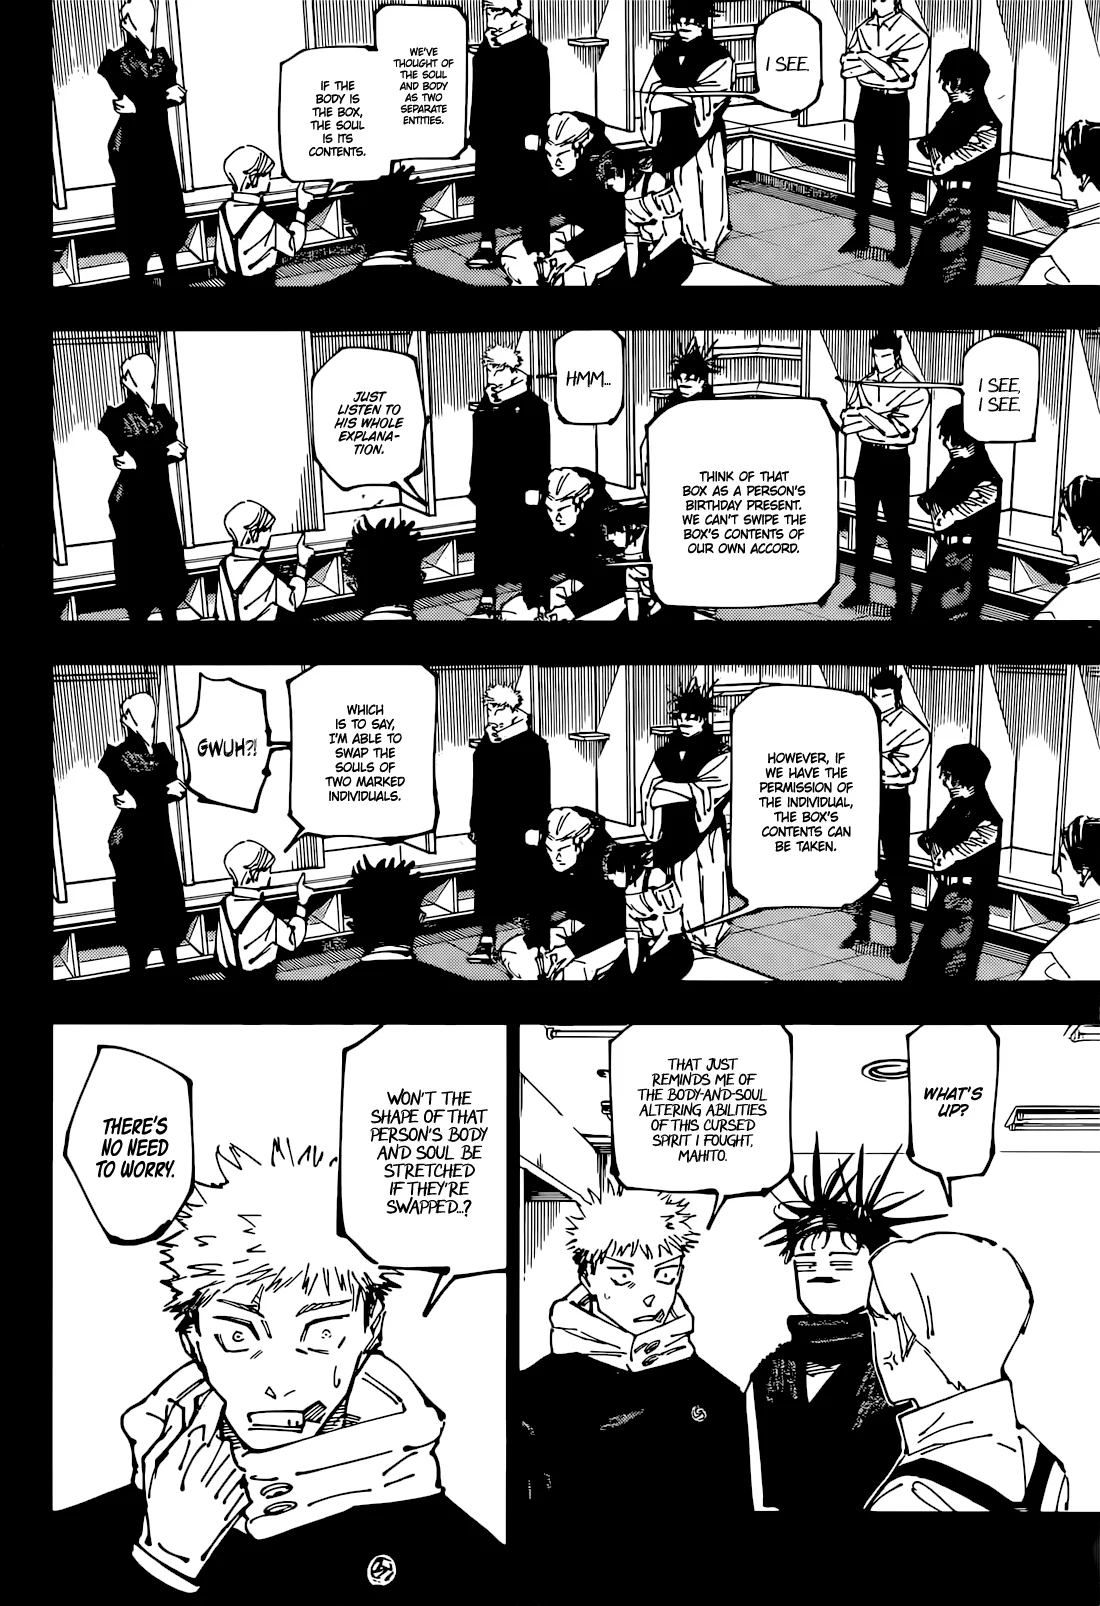 I SEE.
WE'VE
THOUGHT OF
THE SOUL
AND BODY
AS TWO
SEPARATE
ENTITIES.
IF THE
BODY IS
THE BOX,
THE SOUL
IS ITS
CONTENTS.
I SEE,
I SEE.
THINK OF THAT
BOX AS A PERSON'S
BIRTHDAY PRESENT.
WE CAN'T SWIPE THE
BOX'S CONTENTS OF
OUR OWN ACCORD.
HMM...
JUST
LISTEN TO
HIS WHOLE
EXPLANA-
TION.
HOWEVER, IF
WE HAVE THE
PERMISSION
OF THE INDIVIDUAL,
THE BOX'S
CONTENTS CAN
BE TAKEN.
WHICH
IS TO SAY,
I'M ABLE TO
SWAP THE
SOULS OF
TWO MARKED
INDIVIDUALS.
GWUH?!
WHAT'S
UP?
THAT JUST
REMINDS ME OF
THE BODY-AND-SOUL
ALTERING ABILITIES
OF THIS CURSED
SPIRIT I FOUGHT,
MAHITO.
WON'T THE
SHAPE OF THAT
PERSON'S BODY
AND SOUL BE
STRETCHED
IF THEY'RE
SWAPPED...?
THERE'S
NO NEED
TO WORRY.